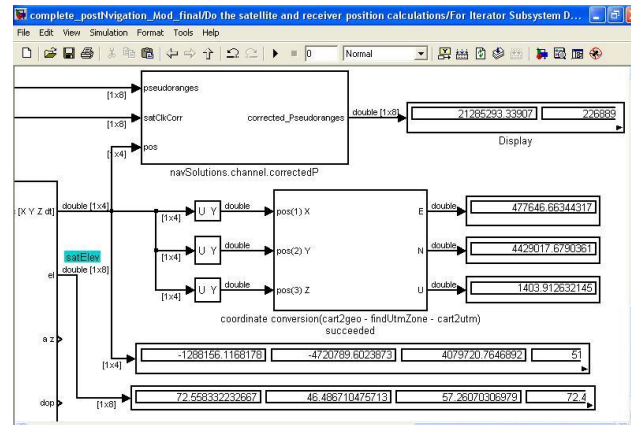 complete_postNvigation_Mod_final/Do the satellite and receiver position calculations/For Iterator Subsystem D...
File Edit View Simulation Format Tools Help
0 Normal
pseudoranges
[1x8]
satClkCorr
corrected_Pseudoranges
double [1x8]
21285293.33907
226889
[1x8]
Display
pos
[1x4]
navSolutions.channel.correctedP
[X Y Z dt]
double [1x4]
U Y
double
pos(1) X
E
double
477646.66344317
[1x4]
satElev
el
double [1x8]
U Y
double
pos(2) Y
N
double
4429017.6790361
[1x4]
U Y
double
pos(3) Z
U
double
1403.912632145
[1x4]
coordinate conversion(cart2geo - findUtmZone - cart2utm)
succeeded
a z
-1288156.1168178
-4720789.6023873
4079720.7646892
51
[1x4]
72.558332232667
46.486710475713
57.26070306979
72.4
dop
[1x8]